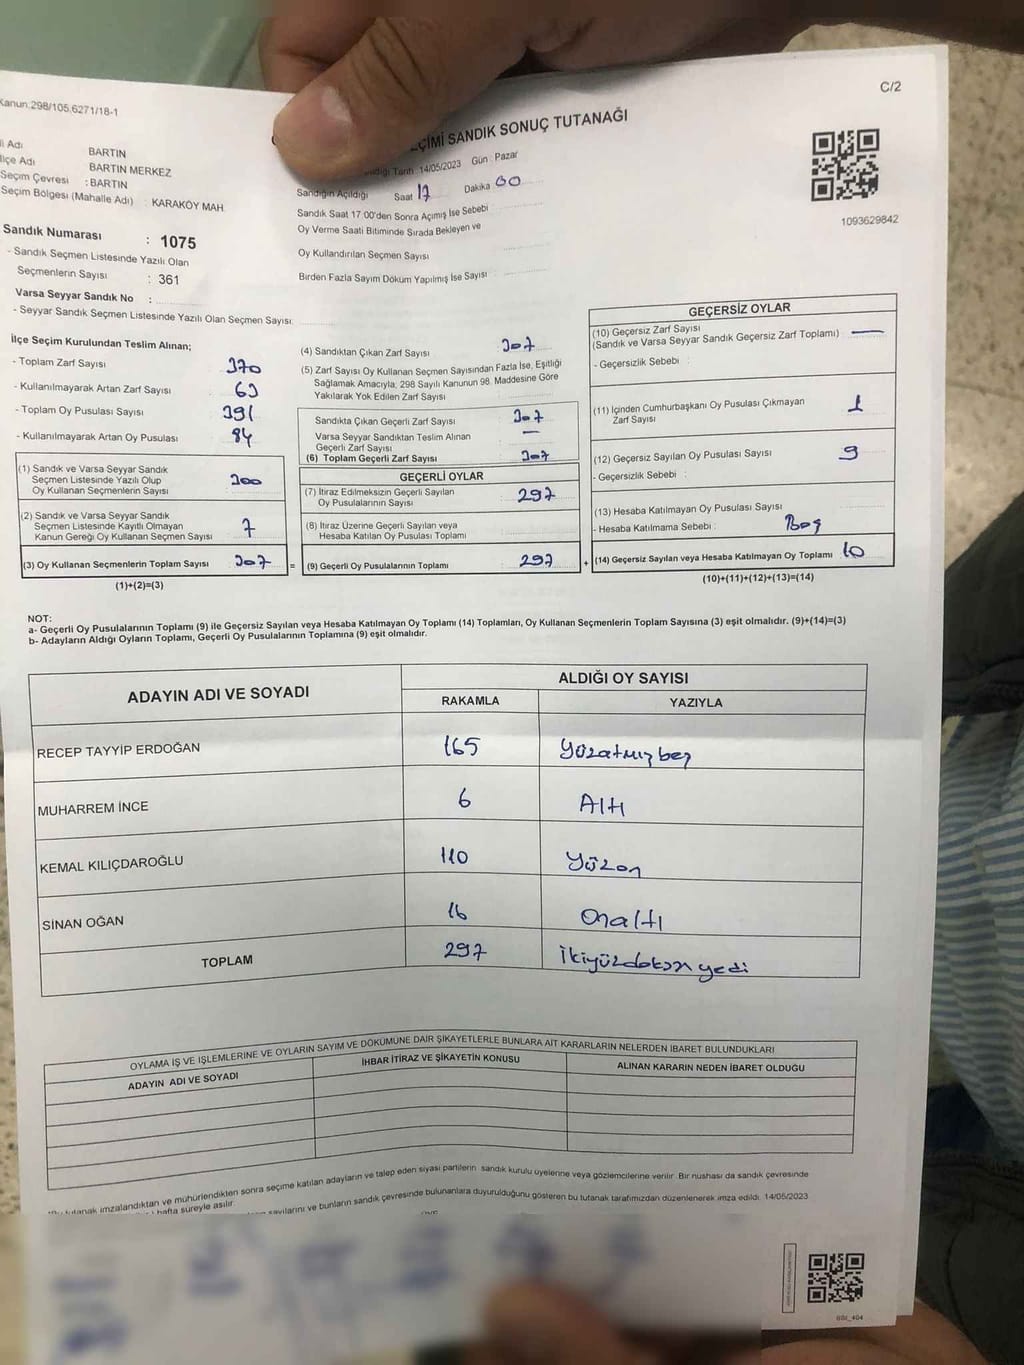 Kanun:298/105,6271/18-1
C/2
ÇİMİ SANDIK SONUÇ TUTANAĞI
Tarih : 14/05/2023 Gün : Pazar
Adı BARTIN
İlçe Adı BARTIN MERKEZ
Seçim Çevresi : BARTIN
Seçim Bölgesi (Mahalle Adı) : KARAKÖY MAH.
Sandığın Açıldığı Saat 17 Dakika 00
Sandık Saat 17:00'den Sonra Açımış İse Sebebi
Oy Verme Saati Bitiminde Sırada Bekleyen ve
Oy Kullandırılan Seçmen Sayısı
Birden Fazla Sayım Döküm Yapılmış İse Sayısı :
1093629842
Sandık Numarası : 1075
- Sandık Seçmen Listesinde Yazılı Olan
Seçmenlerin Sayısı : 361
Varsa Seyyar Sandık No :
- Seyyar Sandık Seçmen Listesinde Yazılı Olan Seçmen Sayısı:
İlçe Seçim Kurulundan Teslim Alınan;
- Toplam Zarf Sayısı 370
- Kullanılmayarak Artan Zarf Sayısı 63
- Toplam Oy Pusulası Sayısı 391
- Kullanılmayarak Artan Oy Pusulası 84
(1) Sandık ve Varsa Seyyar Sandık
Seçmen Listesinde Yazılı Olup
Oy Kullanan Seçmenlerin Sayısı 300
(2) Sandık ve Varsa Seyyar Sandık
Seçmen Listesinde Kayıtlı Olmayan
Kanun Gereği Oy Kullanan Seçmen Sayısı 7
(3) Oy Kullanan Seçmenlerin Toplam Sayısı 307
(1)+(2)=(3)
(4) Sandıktan Çıkan Zarf Sayısı 307
(5) Zarf Sayısı Oy Kullanan Seçmen Sayısından Fazla İse, Eşitliği
Sağlamak Amacıyla, 298 Sayılı Kanunun 98. Maddesine Göre
Yakılarak Yok Edilen Zarf Sayısı
Sandıkta Çıkan Geçerli Zarf Sayısı 307
Varsa Seyyar Sandıktan Teslim Alınan
Geçerli Zarf Sayısı —
(6) Toplam Geçerli Zarf Sayısı 307
GEÇERLİ OYLAR
(7) İtiraz Edilmeksizin Geçerli Sayılan
Oy Pusulalarının Sayısı 297
(8) İtiraz Üzerine Geçerli Sayılan veya
Hesaba Katılan Oy Pusulası Toplamı
= (9) Geçerli Oy Pusulalarının Toplamı 297
GEÇERSİZ OYLAR
(10) Geçersiz Zarf Sayısı
(Sandık ve Varsa Seyyar Sandık Geçersiz Zarf Toplamı) —
- Geçersizlik Sebebi :
(11) İçinden Cumhurbaşkanı Oy Pusulası Çıkmayan
Zarf Sayısı 1
(12) Geçersiz Sayılan Oy Pusulası Sayısı 9
- Geçersizlik Sebebi :
(13) Hesaba Katılmayan Oy Pusulası Sayısı
- Hesaba Katılmama Sebebi : Boş
+ (14) Geçersiz Sayılan veya Hesaba Katılmayan Oy Toplamı 10
(10)+(11)+(12)+(13)=(14)
NOT:
a- Geçerli Oy Pusulalarının Toplamı (9) ile Geçersiz Sayılan veya Hesaba Katılmayan Oy Toplamı (14) Toplamları, Oy Kullanan Seçmenlerin Toplam Sayısına (3) eşit olmalıdır. (9)+(14)=(3)
b- Adayların Aldığı Oyların Toplamı, Geçerli Oy Pusulalarının Toplamına (9) eşit olmalıdır.
ADAYIN ADI VE SOYADI ALDIĞI OY SAYISI
RAKAMLA YAZIYLA
RECEP TAYYİP ERDOĞAN 165 Yüzatmışbeş
MUHARREM İNCE 6 Altı
KEMAL KILIÇDAROĞLU 110 Yüzon
SİNAN OĞAN 16 Onaltı
TOPLAM 297 ikiyüzdoksan yedi
OYLAMA İŞ VE İŞLEMLERİNE VE OYLARIN SAYIM VE DÖKÜMÜNE DAİR ŞİKAYETLERLE BUNLARA AİT KARARLARIN NELERDEN İBARET BULUNDUKLARI
ADAYIN ADI VE SOYADI İHBAR İTİRAZ VE ŞİKAYETİN KONUSU ALINAN KARARIN NEDEN İBARET OLDUĞU
tutanak imzalandıktan ve mühürlendikten sonra seçime katılan adayların ve talep eden siyasi partilerin sandık kurulu üyelerine veya gözlemcilerine verilir. Bir nushası da sandık çevresinde
hafta süreyle asılır.
sayılarını ve bunların sandık çevresinde bulunanlara duyurulduğunu gösteren bu tutanak tarafımızdan düzenlenerek imza edildi. 14/05/2023